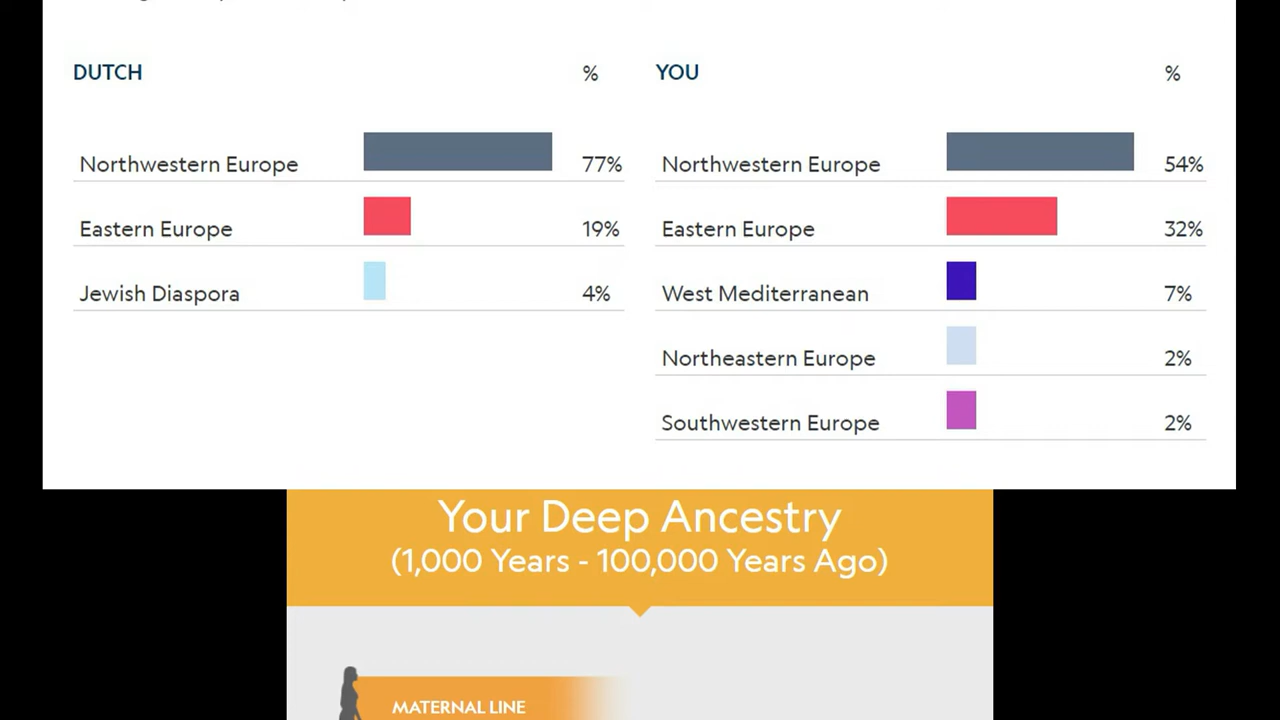 DUTCH %
Northwestern Europe 77%
Eastern Europe 19%
Jewish Diaspora 4%
YOU %
Northwestern Europe 54%
Eastern Europe 32%
West Mediterranean 7%
Northeastern Europe 2%
Southwestern Europe 2%
Your Deep Ancestry
(1,000 Years - 100,000 Years Ago)
MATERNAL LINE